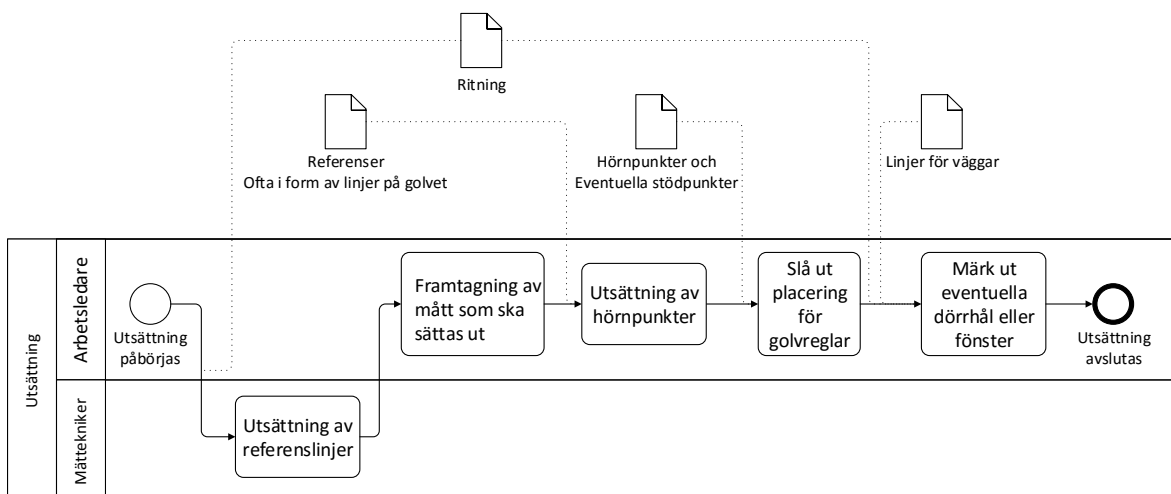 Ritning
Referenser
Ofta i form av linjer på golvet
Hörnpunkter och
Eventuella stödpunkter
Linjer för väggar
Utsättning
Arbetsledare
Utsättning
påbörjas
Framtagning av
mått som ska
sättas ut
Utsättning av
hörnpunkter
Slå ut
placering
för
golvreglar
Märk ut
eventuella
dörrhål eller
fönster
Utsättning
avslutas
Mättekniker
Utsättning av
referenslinjer